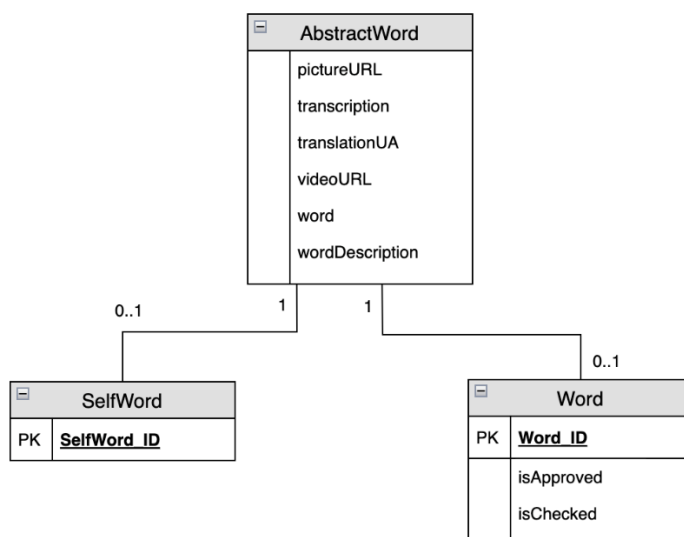 AbstractWord
pictureURL
transcription
translationUA
videoURL
word
wordDescription
0..1
1
1
0..1
SelfWord
PK SelfWord_ID
Word
PK Word_ID
isApproved
isChecked